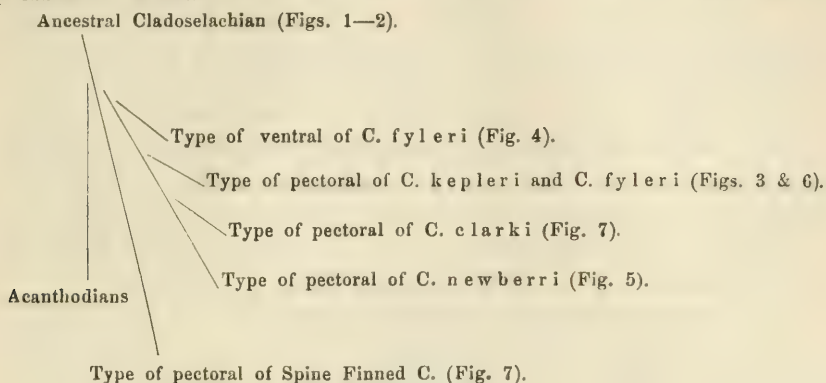 Ancestral Cladoselachian (Figs. 1—2).
Type of ventral of C. fyleri (Fig. 4).
Type of pectoral of C. kepleri and C. fyleri (Figs. 3 & 6).
Type of pectoral of C. clarki (Fig. 7).
Type of pectoral of C. newberri (Fig. 5).
Acanthodians
Type of pectoral of Spine Finned C. (Fig. 7).